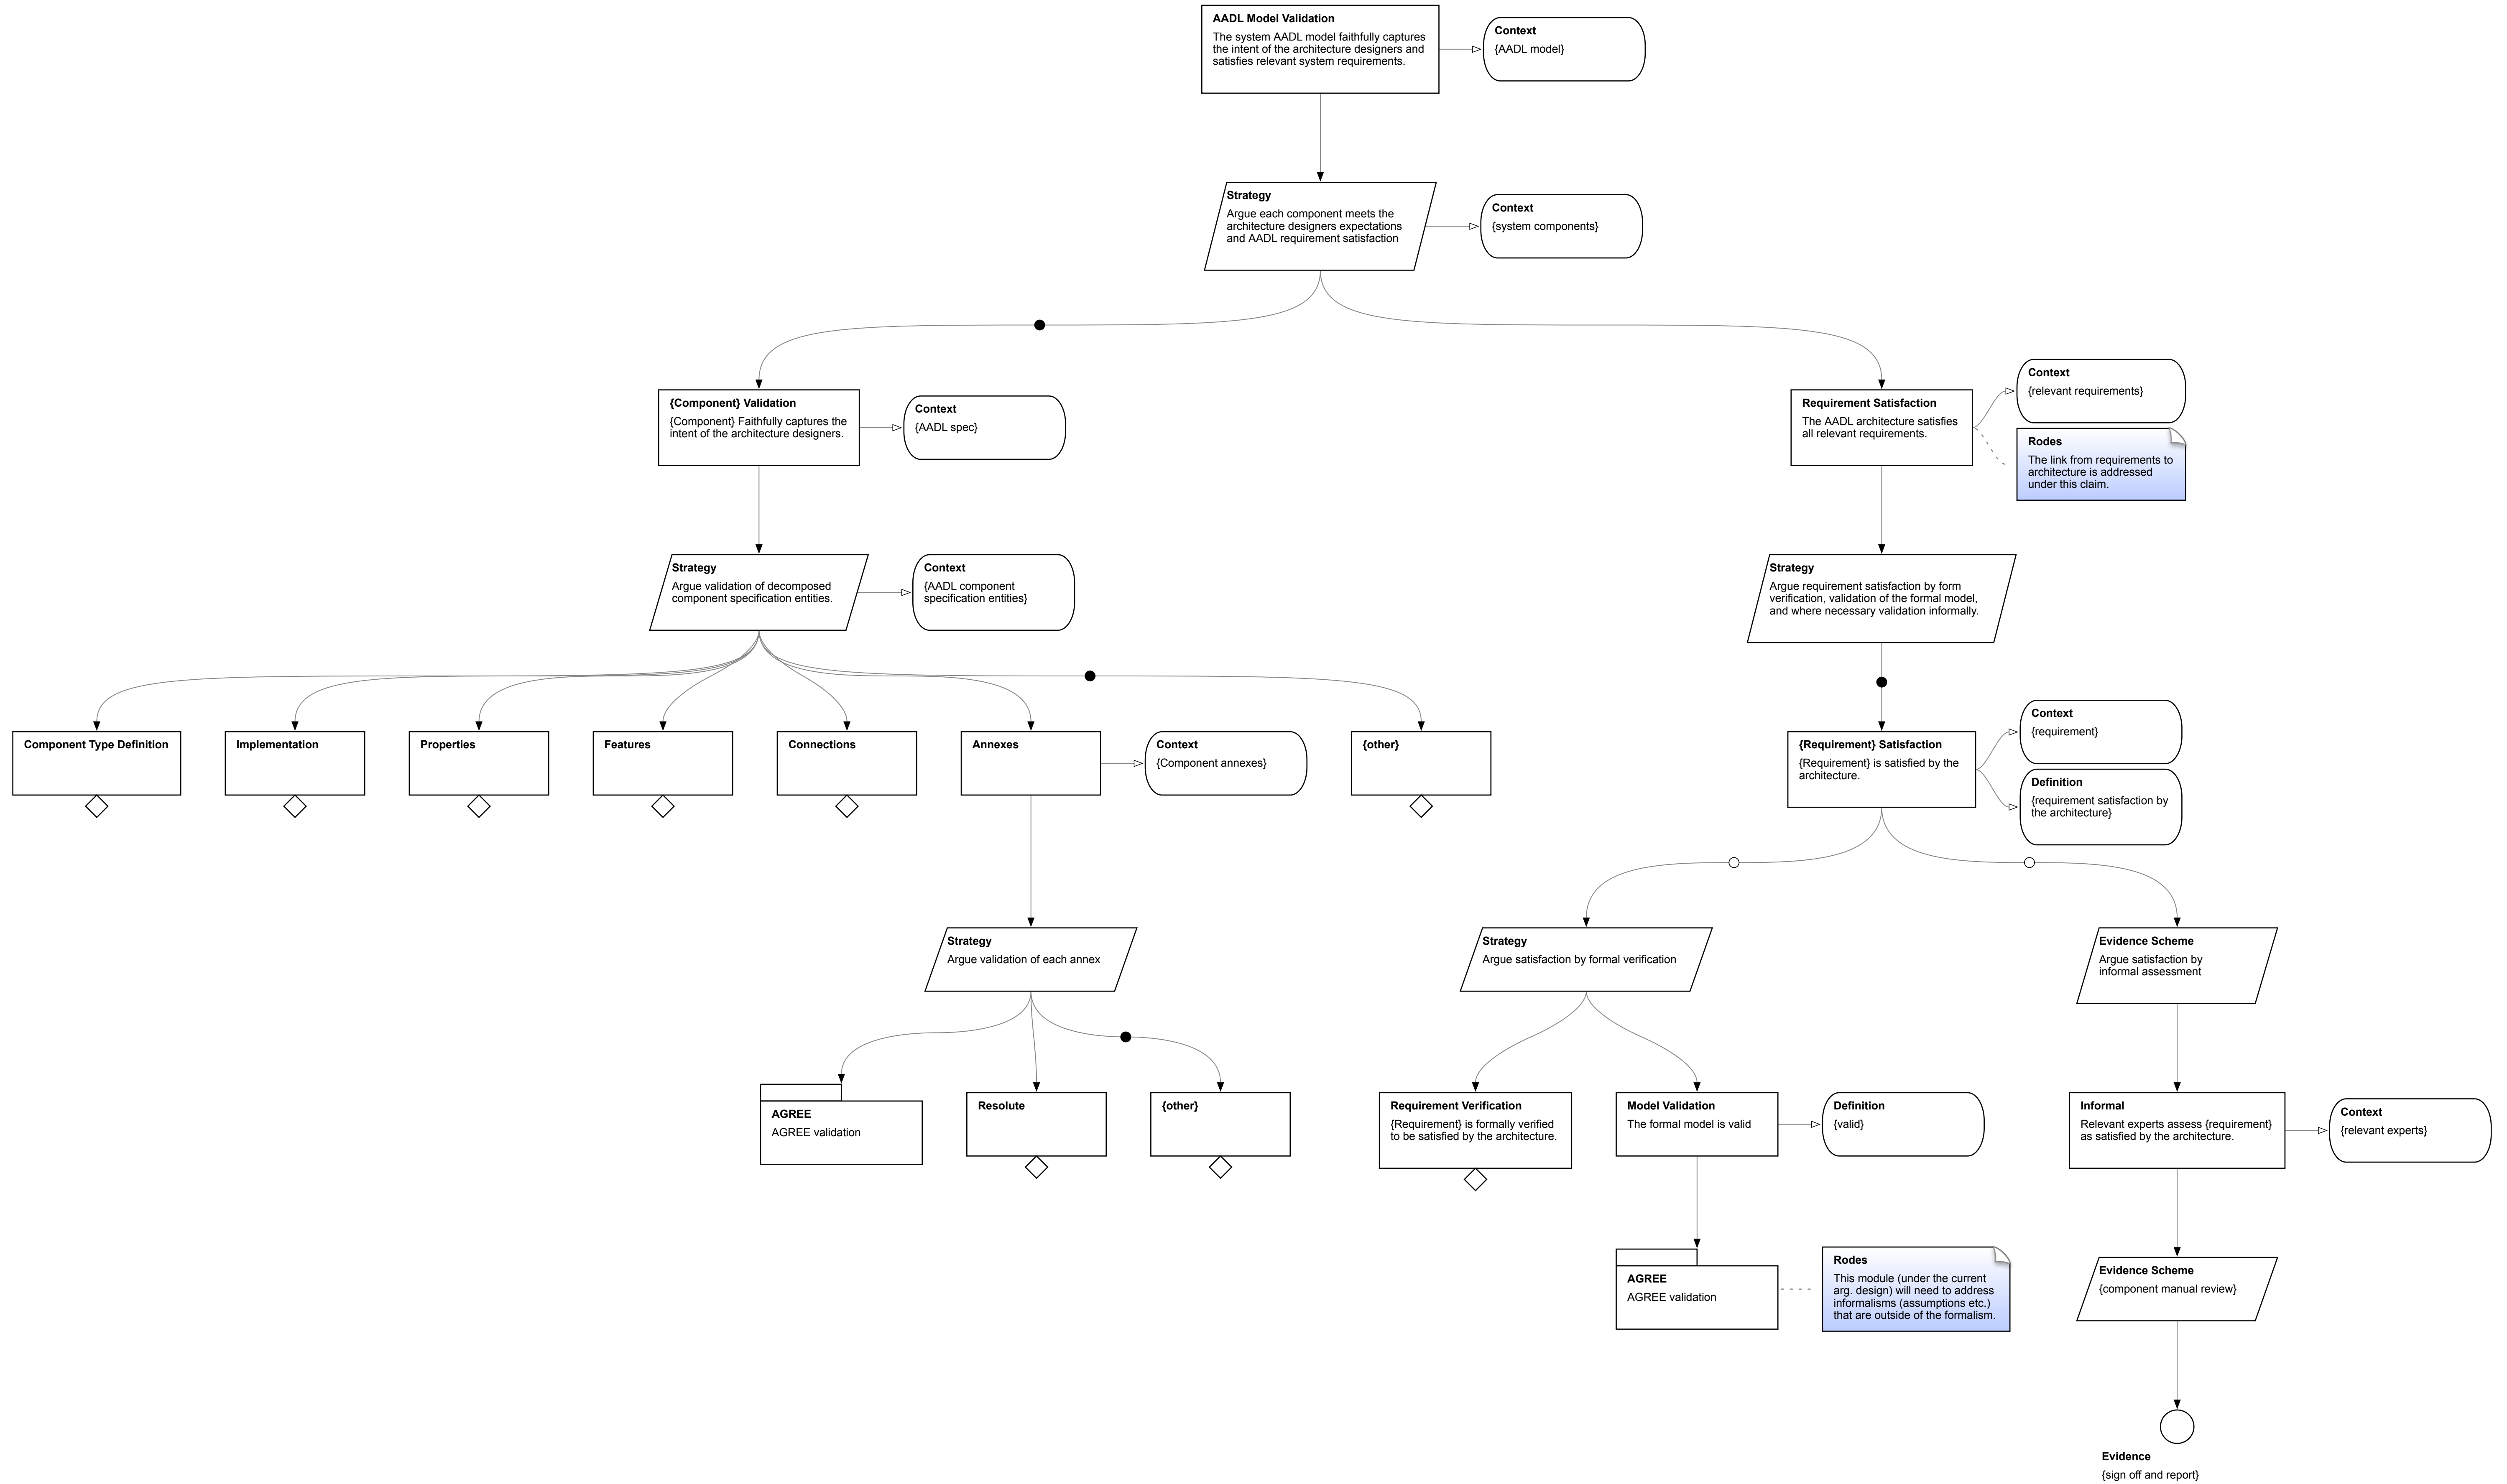 AADL Model Validation
The system AADL model faithfully captures
the intent of the architecture designers and
satisfies relevant system requirements.
Context
{AADL model}
Strategy
Argue each component meets the
architecture designers expectations
and AADL requirement satisfaction
Context
{system components}
{Component} Validation
{Component} Faithfully captures the
intent of the architecture designers.
Context
{AADL spec}
Requirement Satisfaction
The AADL architecture satisfies
all relevant requirements.
Context
{relevant requirements}
Rodes
The link from requirements to
architecture is addressed
under this claim.
Strategy
Argue validation of decomposed
component specification entities.
Context
{AADL component
specification entities}
Strategy
Argue requirement satisfaction by form
verification, validation of the formal model,
and where necessary validation informally.
Component Type Definition
Implementation
Properties
Features
Connections
Annexes
Context
{Component annexes}
{other}
{Requirement} Satisfaction
{Requirement} is satisfied by the
architecture.
Context
{requirement}
Definition
{requirement satisfaction by
the architecture}
Strategy
Argue validation of each annex
Strategy
Argue satisfaction by formal verification
Evidence Scheme
Argue satisfaction by
informal assessment
AGREE
AGREE validation
Resolute
{other}
Requirement Verification
{Requirement} is formally verified
to be satisfied by the architecture.
Model Validation
The formal model is valid
Definition
{valid}
Informal
Relevant experts assess {requirement}
as satisfied by the architecture.
Context
{relevant experts}
AGREE
AGREE validation
Rodes
This module (under the current
arg. design) will need to address
informalisms (assumptions etc.)
that are outside of the formalism.
Evidence Scheme
{component manual review}
Evidence
{sign off and report}